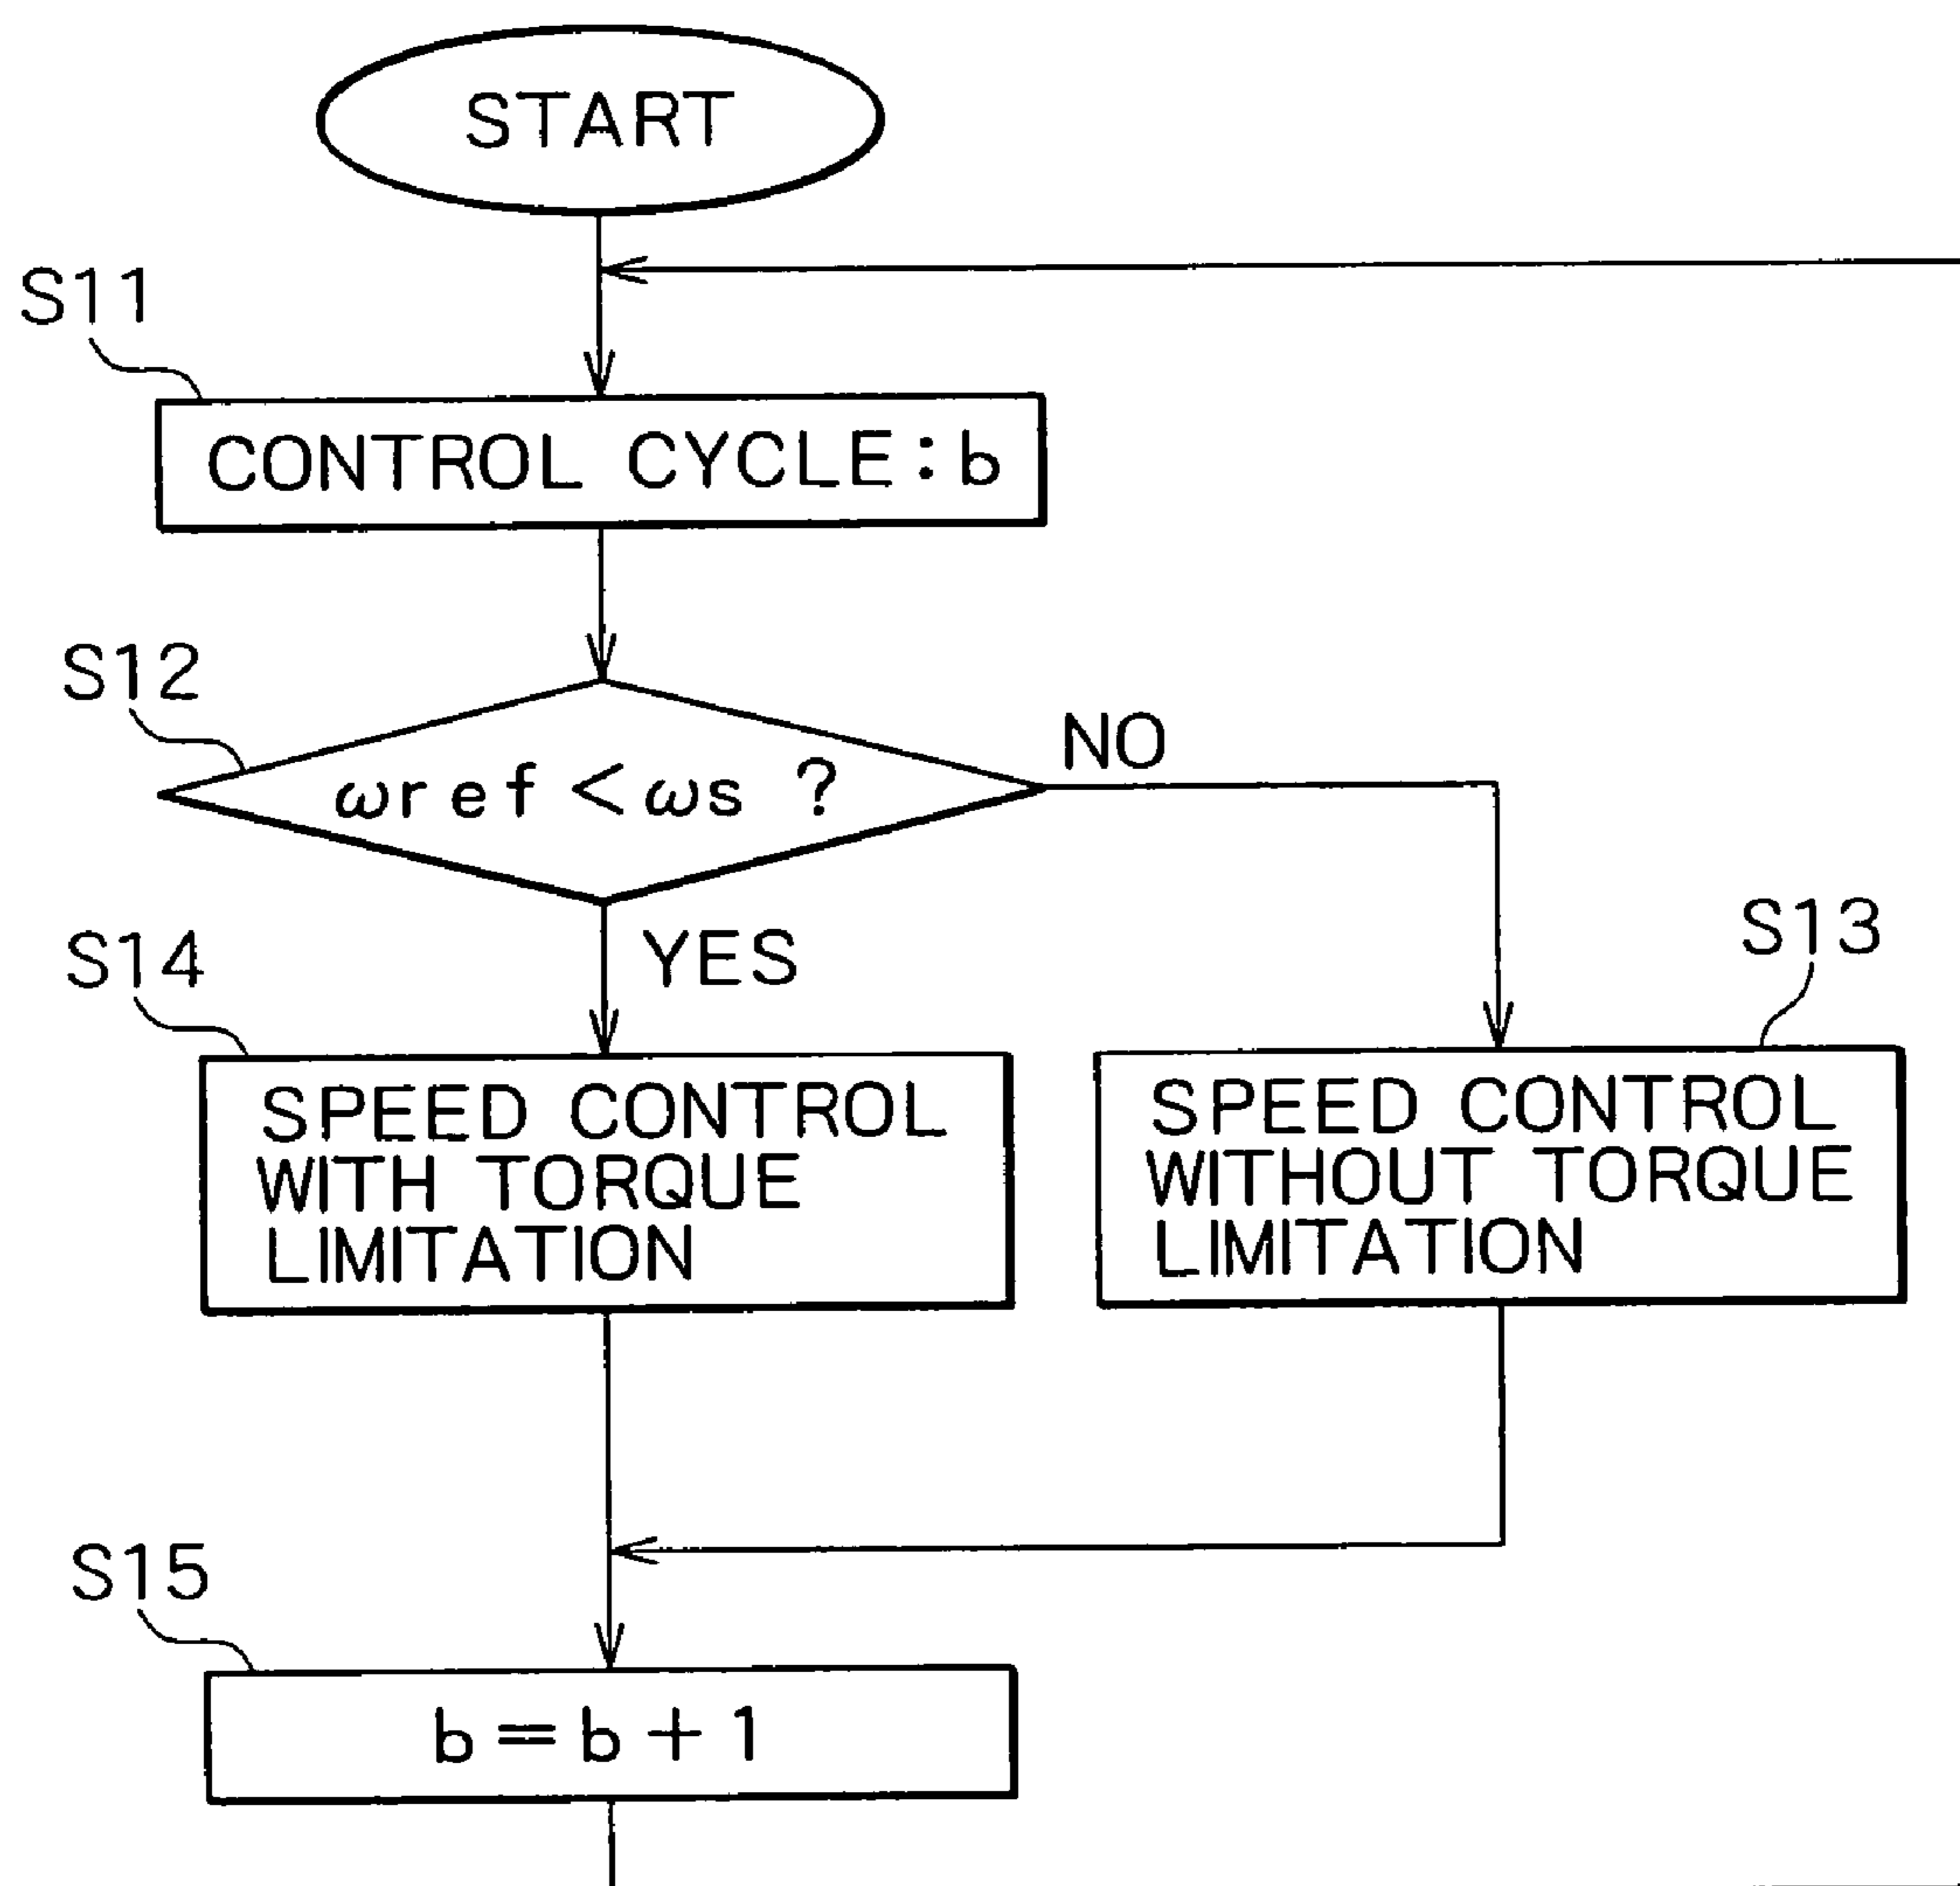 START
S11
CONTROL CYCLE:b
S12
ωref<ωs ?
NO
YES
S14
S13
SPEED CONTROL
WITH TORQUE
LIMITATION
SPEED CONTROL
WITHOUT TORQUE
LIMITATION
S15
b=b+1